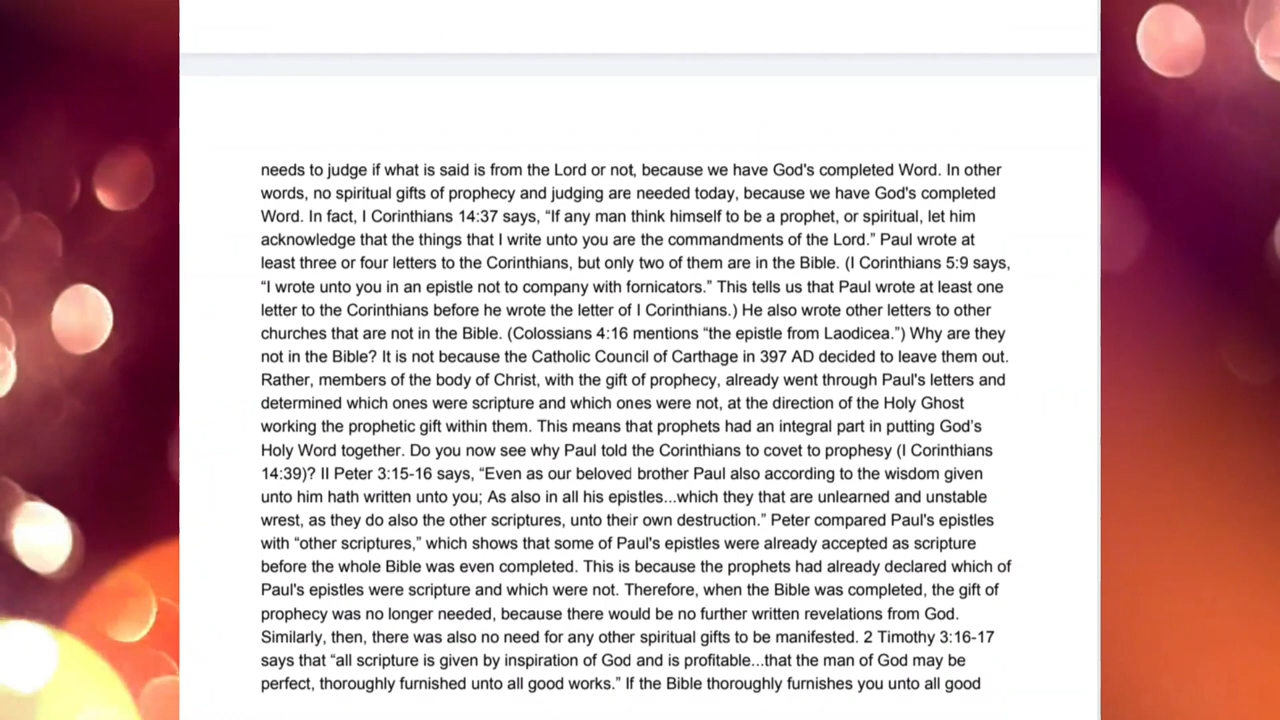 needs to judge if what is said is from the Lord or not, because we have God's completed Word. In other
words, no spiritual gifts of prophecy and judging are needed today, because we have God's completed
Word. In fact, I Corinthians 14:37 says, “If any man think himself to be a prophet, or spiritual, let him
acknowledge that the things that I write unto you are the commandments of the Lord.” Paul wrote at
least three or four letters to the Corinthians, but only two of them are in the Bible. (I Corinthians 5:9 says,
“I wrote unto you in an epistle not to company with fornicators.” This tells us that Paul wrote at least one
letter to the Corinthians before he wrote the letter of I Corinthians.) He also wrote other letters to other
churches that are not in the Bible. (Colossians 4:16 mentions “the epistle from Laodicea.”) Why are they
not in the Bible? It is not because the Catholic Council of Carthage in 397 AD decided to leave them out.
Rather, members of the body of Christ, with the gift of prophecy, already went through Paul's letters and
determined which ones were scripture and which ones were not, at the direction of the Holy Ghost
working the prophetic gift within them. This means that prophets had an integral part in putting God’s
Holy Word together. Do you now see why Paul told the Corinthians to covet to prophesy (I Corinthians
14:39)? II Peter 3:15-16 says, “Even as our beloved brother Paul also according to the wisdom given
unto him hath written unto you; As also in all his epistles...which they that are unlearned and unstable
wrest, as they do also the other scriptures, unto their own destruction.” Peter compared Paul's epistles
with “other scriptures,” which shows that some of Paul's epistles were already accepted as scripture
before the whole Bible was even completed. This is because the prophets had already declared which of
Paul's epistles were scripture and which were not. Therefore, when the Bible was completed, the gift of
prophecy was no longer needed, because there would be no further written revelations from God.
Similarly, then, there was also no need for any other spiritual gifts to be manifested. 2 Timothy 3:16-17
says that “all scripture is given by inspiration of God and is profitable...that the man of God may be
perfect, thoroughly furnished unto all good works.” If the Bible thoroughly furnishes you unto all good